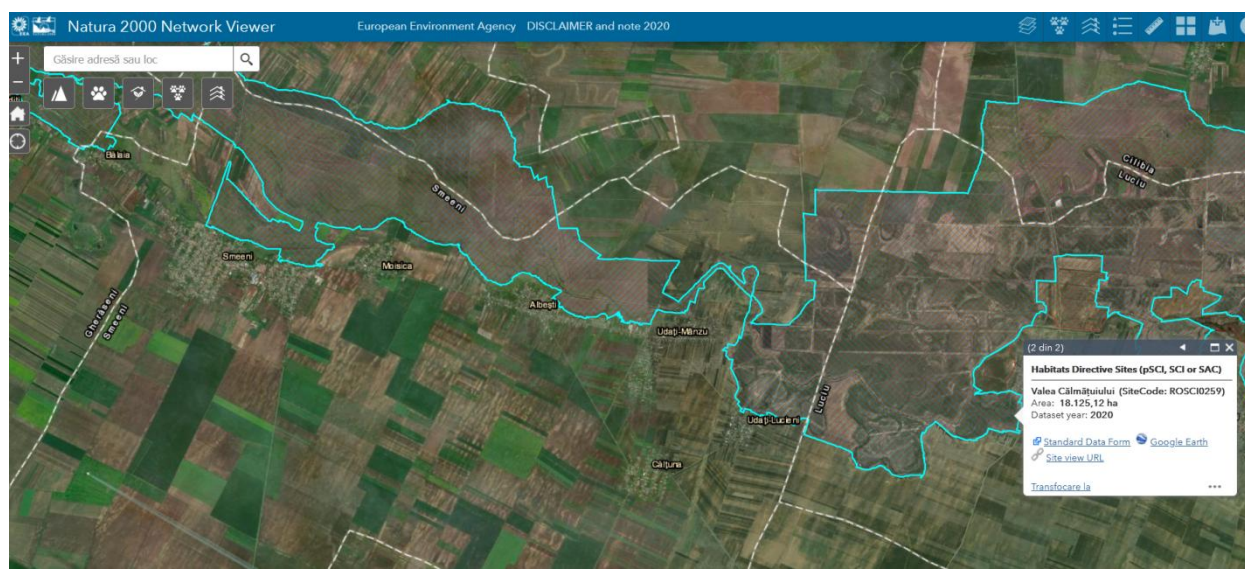 Natura 2000 Network Viewer
European Environment Agency DISCLAIMER and note 2020
+
Găsire adresă sau loc
−
Bălaia
Smeeni
Smeeni
Moisica
Albești
Udați-Mânzu
Cilibia
Luciu
Gherăseni
Smeeni
Luciu
Udați-Lucieni
Câlțuna
(2 din 2)
Habitats Directive Sites (pSCI, SCI or SAC)
Valea Călmățuiului (SiteCode: ROSCI0259)
Area: 18.125,12 ha
Dataset year: 2020
Standard Data Form Google Earth
Site view URL
Transfocare la